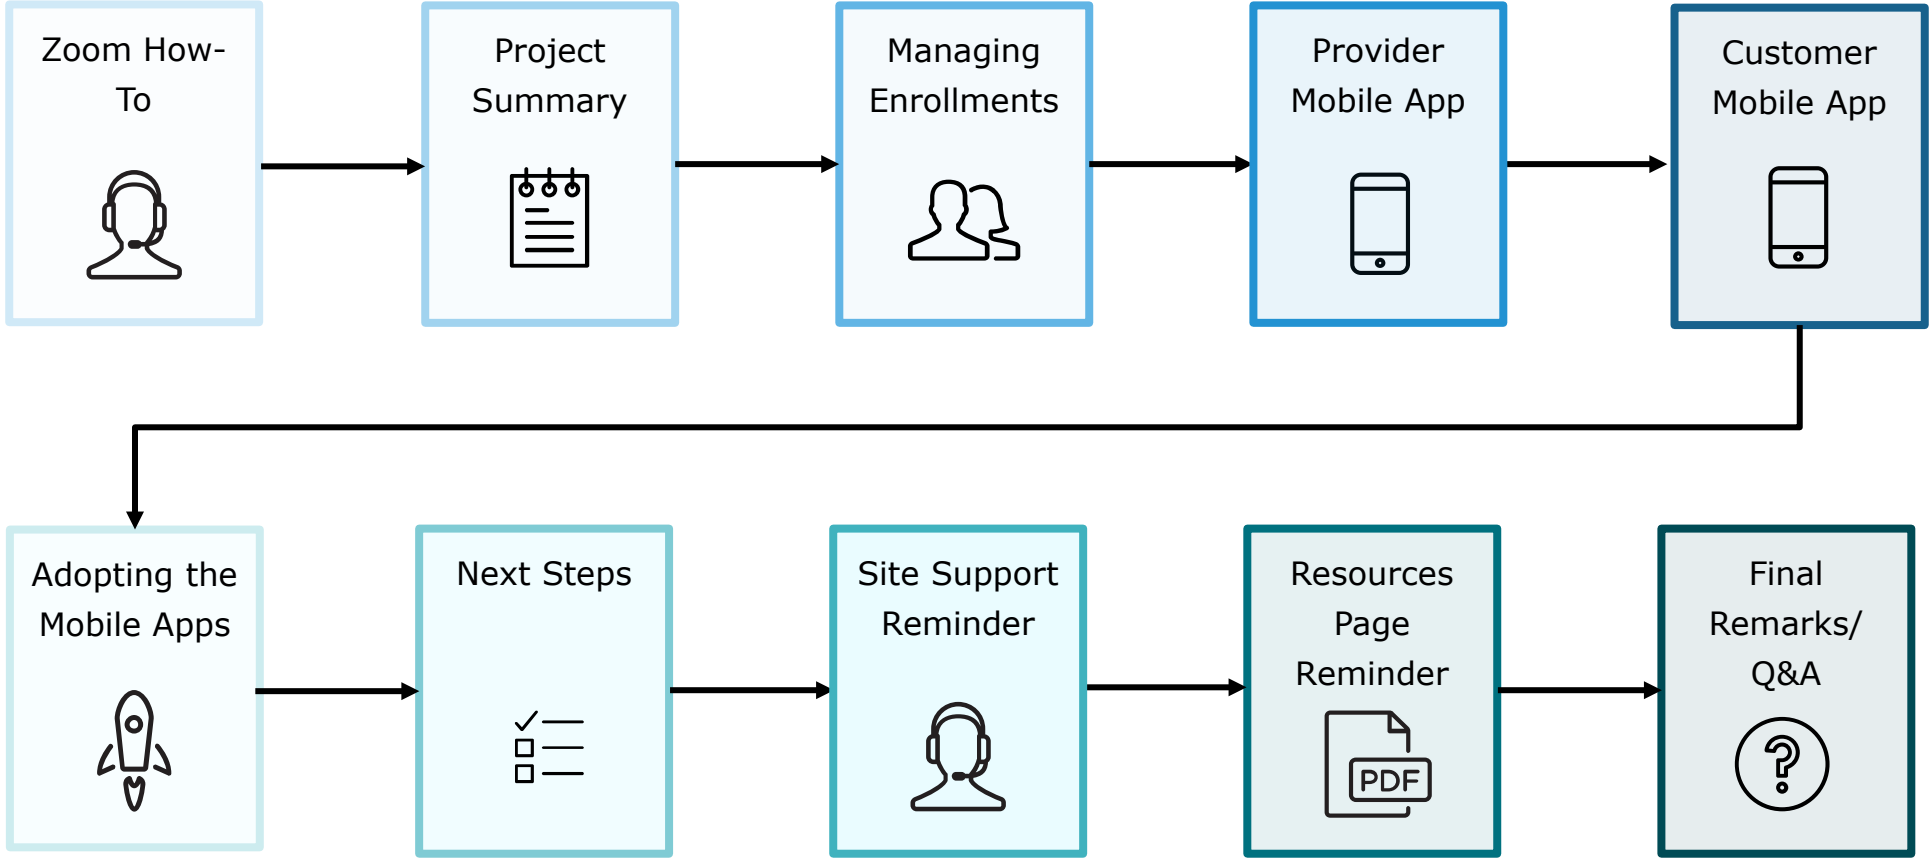 Zoom How-
To
Project
Summary
Managing
Enrollments
Provider
Mobile App
Customer
Mobile App
Adopting the
Mobile Apps
Next Steps
Site Support
Reminder
Resources
Page
Reminder
PDF
Final
Remarks/
Q&A
?